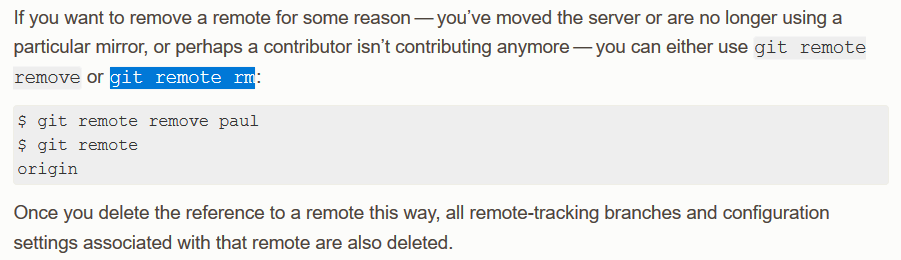 If you want to remove a remote for some reason — you’ve moved the server or are no longer using a
particular mirror, or perhaps a contributor isn’t contributing anymore — you can either use git remote
remove or git remote rm:
$ git remote remove paul
$ git remote
origin
Once you delete the reference to a remote this way, all remote-tracking branches and configuration
settings associated with that remote are also deleted.